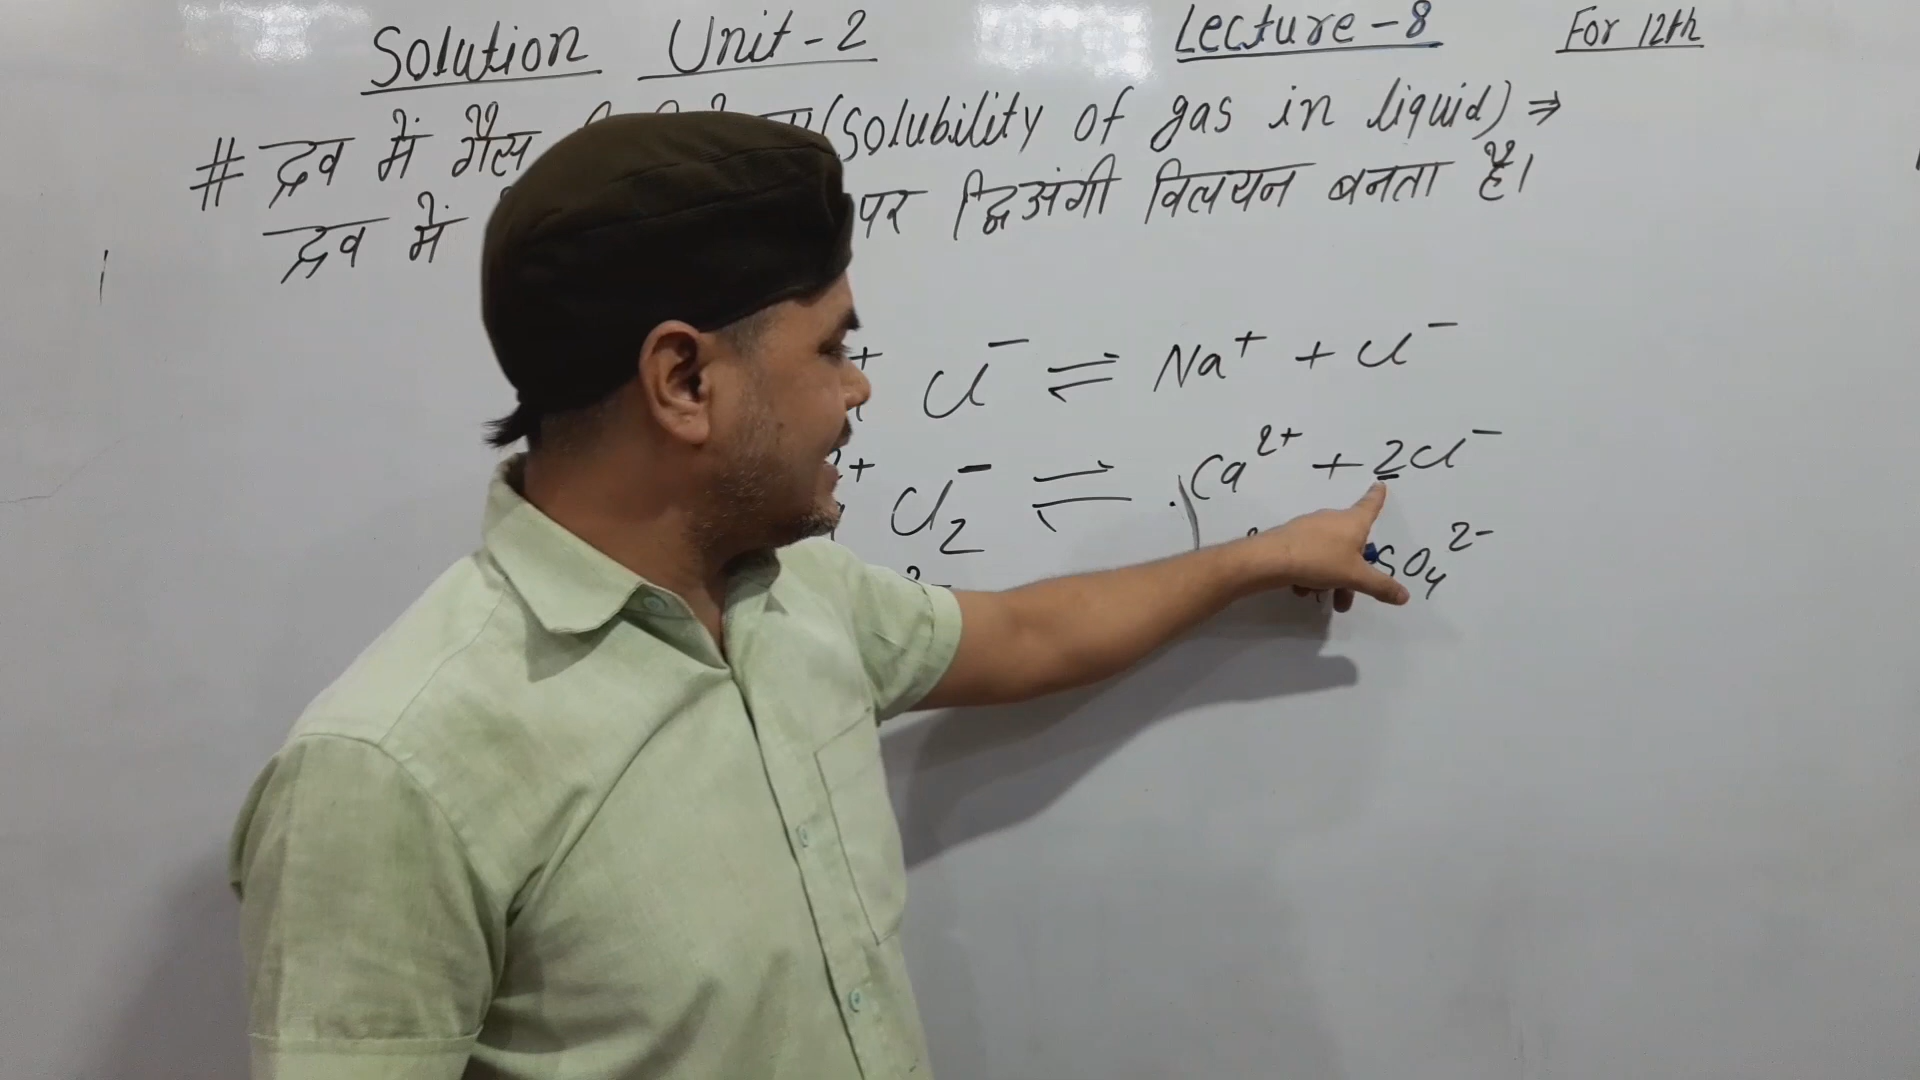 Solution Unit-2 Lecture-8 For 12th
# द्रव में गैस (Solubility of gas in liquid) ⇒
द्रव में पर द्विअंगी विलयन बनता है।
+ Cl⁻ ⇌ Na⁺ + Cl⁻
2+ Cl₂⁻ ⇌ Ca²⁺ + 2Cl⁻
SO₄²⁻